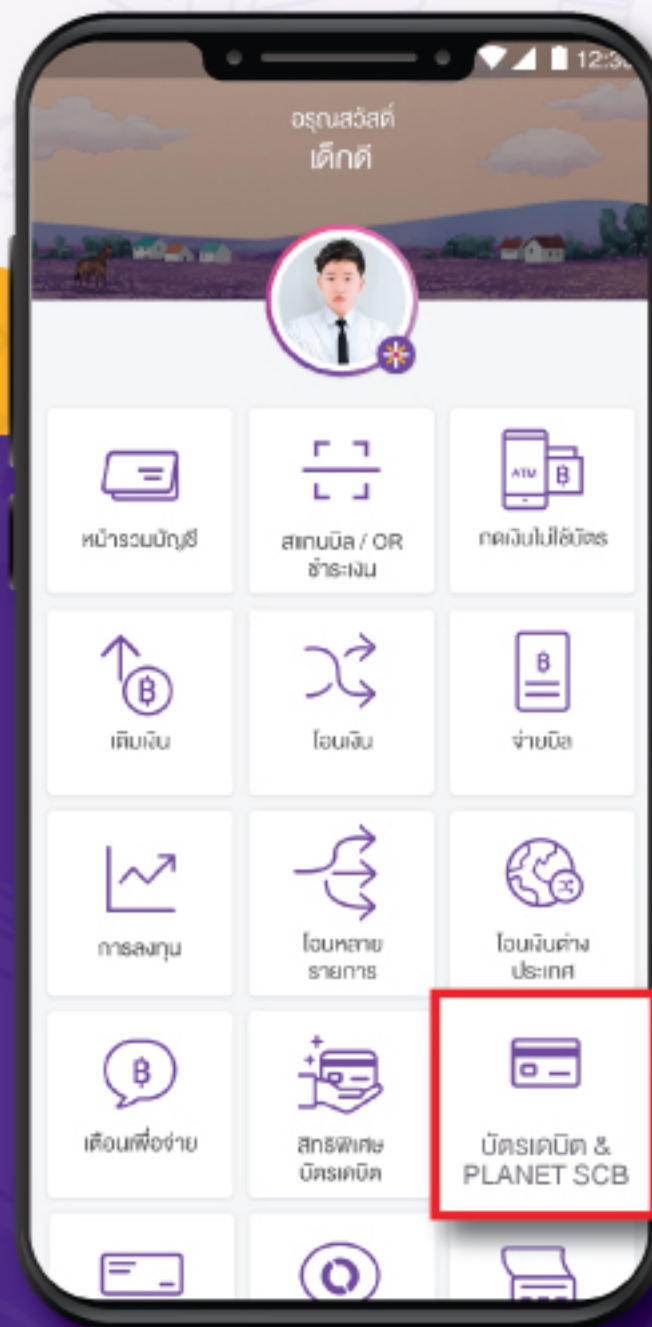 12:30
อรุณสวัสดิ์
เด็กดี
หน้ารวมบัญชี
สแกนบิล / QR
ชำระเงิน
ATM
฿
กดเงินไม่ใช้บัตร
฿
เติมเงิน
โอนเงิน
฿
จ่ายบิล
การลงทุน
โอนหลาย
รายการ
โอนเงินต่าง
ประเทศ
฿
เตือนเพื่อจ่าย
สิทธิพิเศษ
บัตรเดบิต
บัตรเดบิต &
PLANET SCB